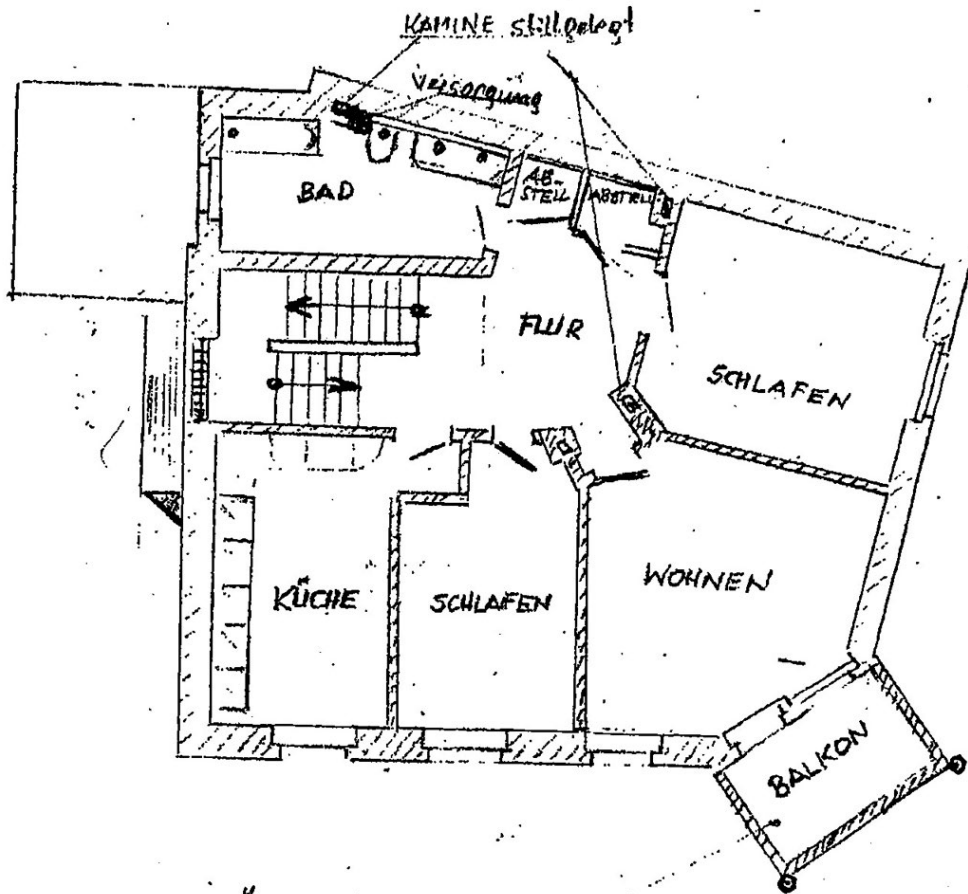 KAMINE stillgelegt
Versorgung
BAD
AB-
STELL
ABSTELL
FLUR
SCHLAFEN
KÜCHE
SCHLAFEN
WOHNEN
BALKON